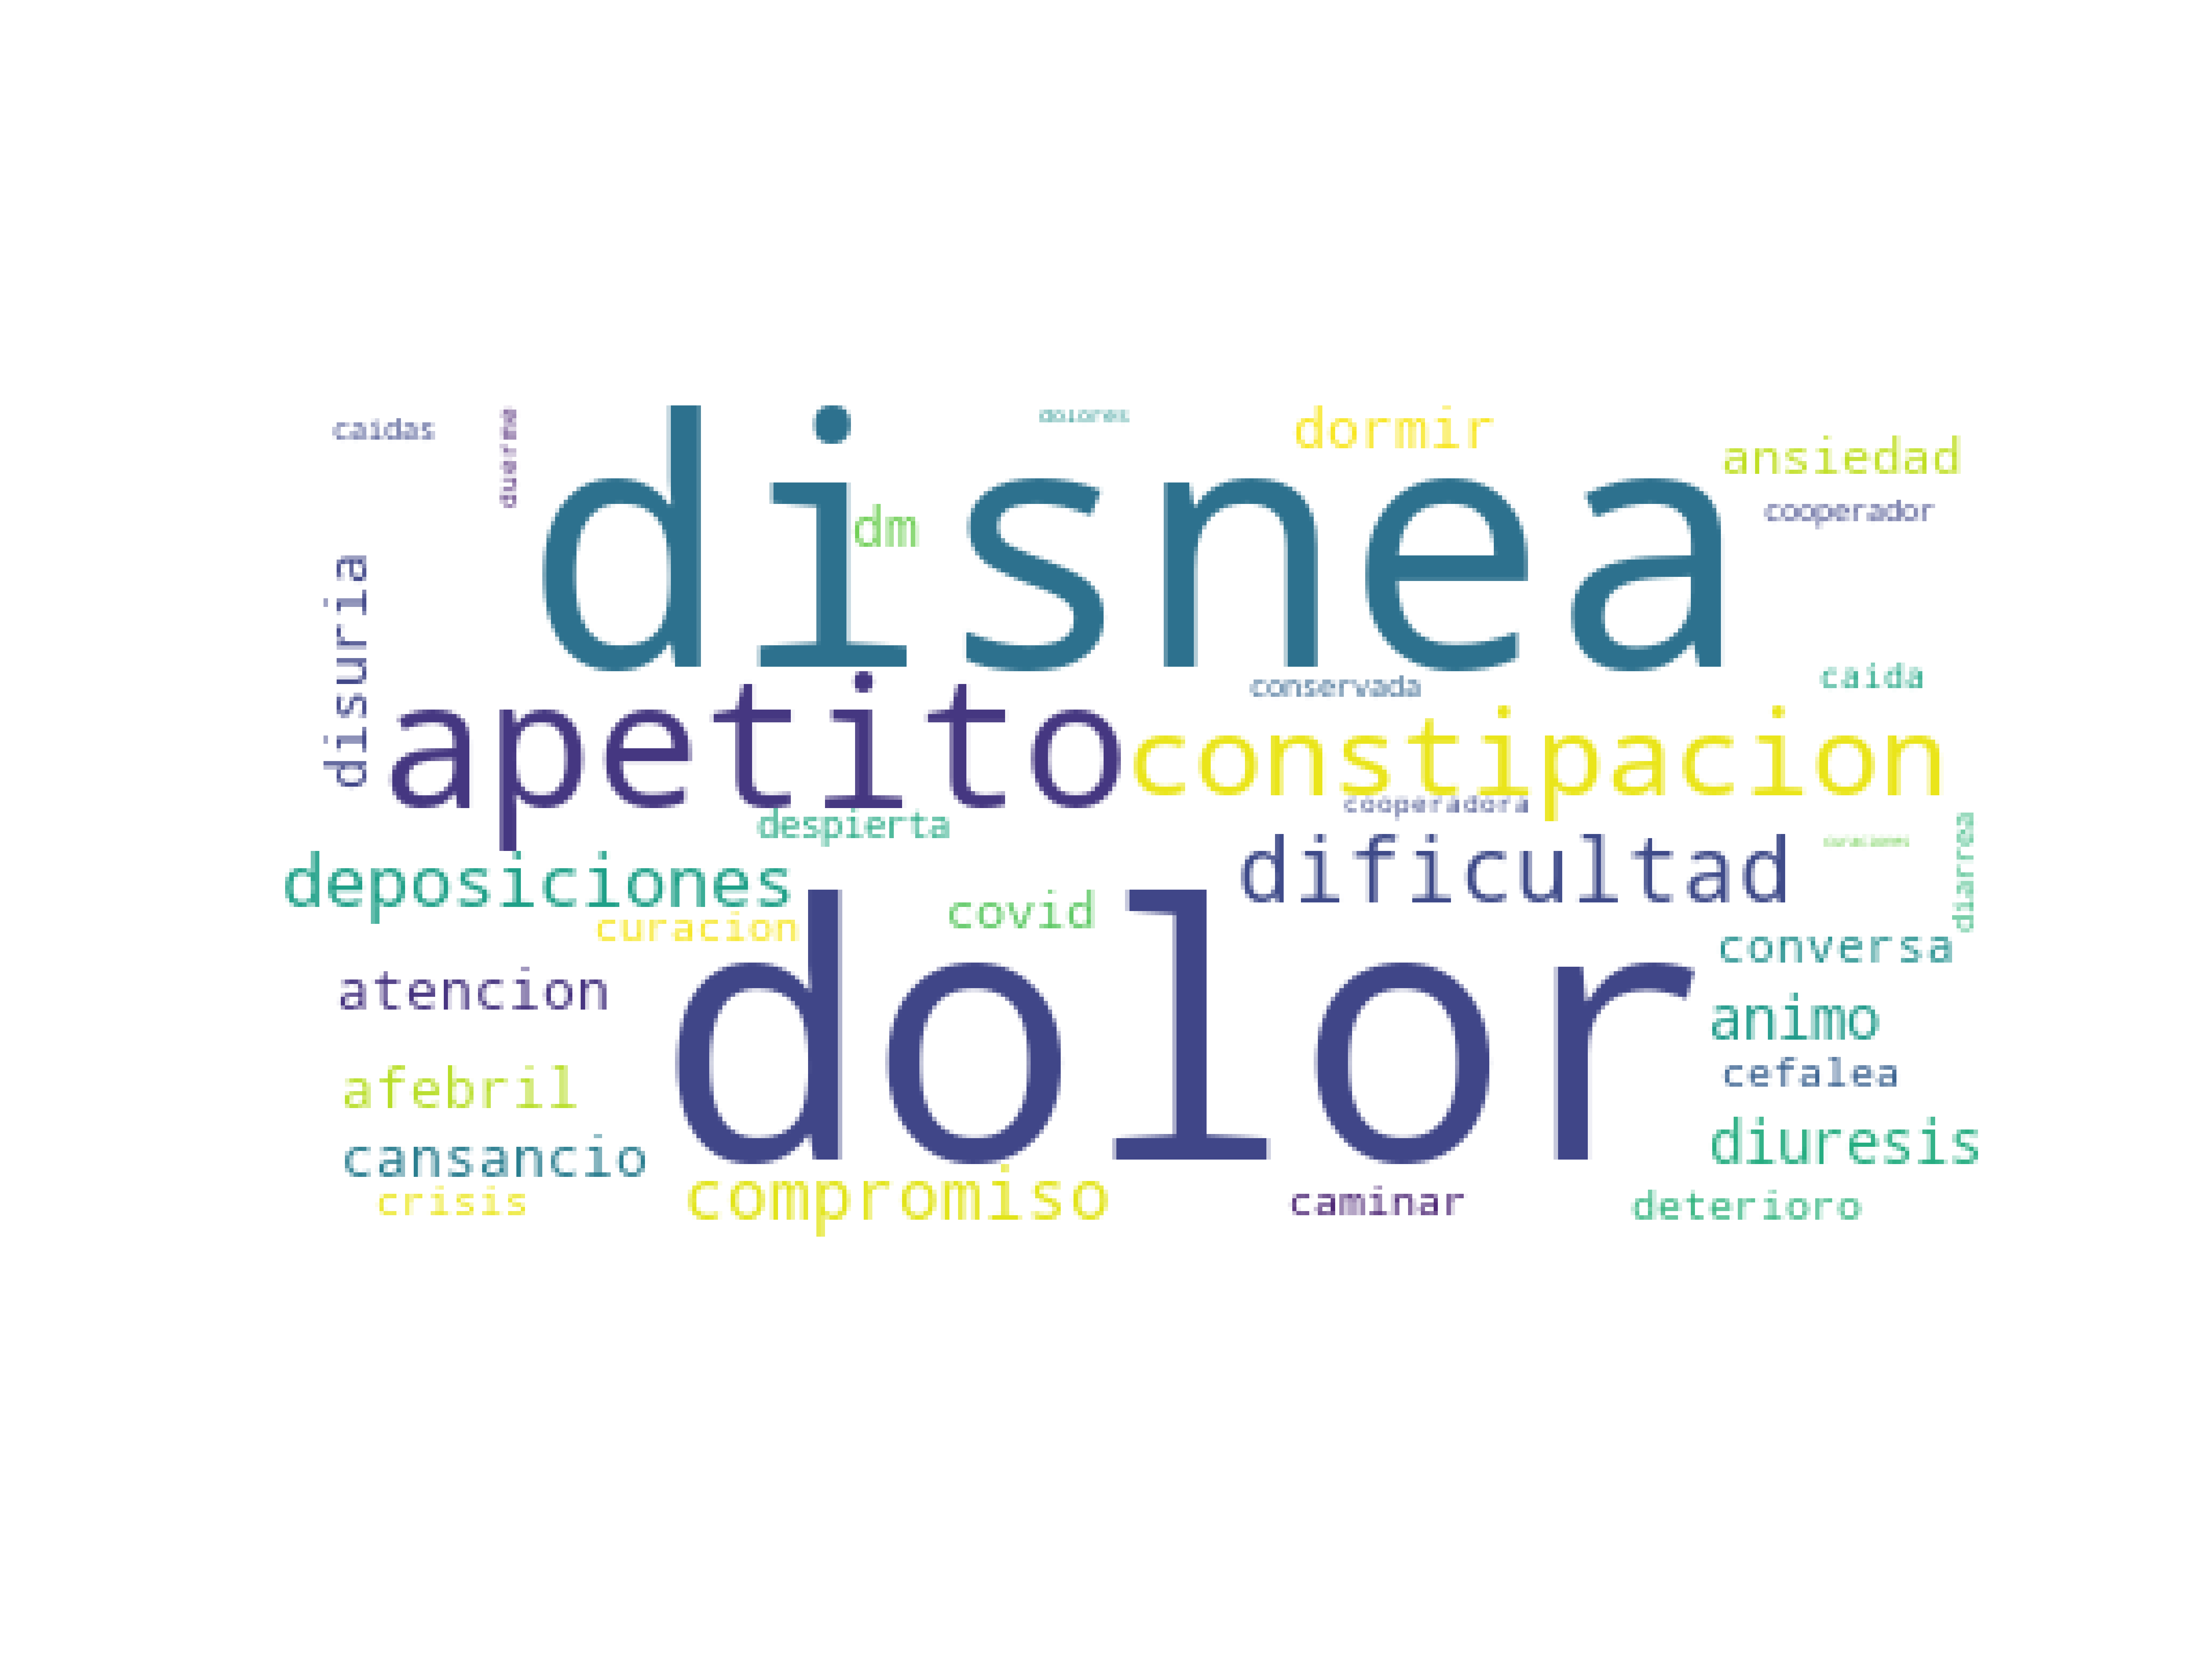 caidas
duerme
dolores
dormir
ansiedad
cooperador
disnea
dm
disuria
conservada
caida
apetito
constipacion
cooperadora
despierta
diarrea
deposiciones
dificultad
curacion
covid
conversa
atencion
dolor
animo
afebril
cefalea
cansancio
diuresis
crisis
compromiso
caminar
deterioro